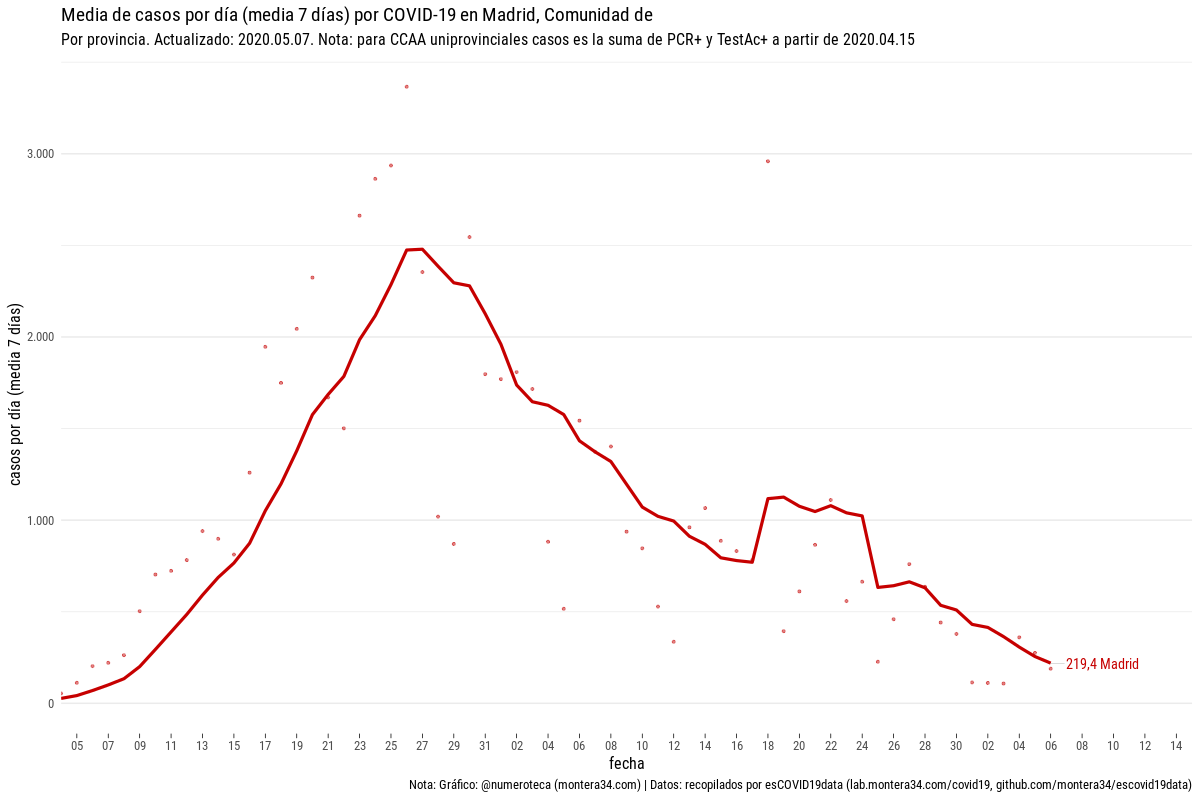 Media de casos por día (media 7 días) por COVID-19 en Madrid, Comunidad de
Por provincia. Actualizado: 2020.05.07. Nota: para CCAA uniprovinciales casos es la suma de PCR+ y TestAc+ a partir de 2020.04.15
casos por día (media 7 días)
3.000
2.000
1.000
0
219,4 Madrid
05 07 09 11 13 15 17 19 21 23 25 27 29 31 02 04 06 08 10 12 14 16 18 20 22 24 26 28 30 02 04 06 08 10 12 14
fecha
Nota: Gráfico: @numeroteca (montera34.com) | Datos: recopilados por esCOVID19data (lab.montera34.com/covid19, github.com/montera34/escovid19data)